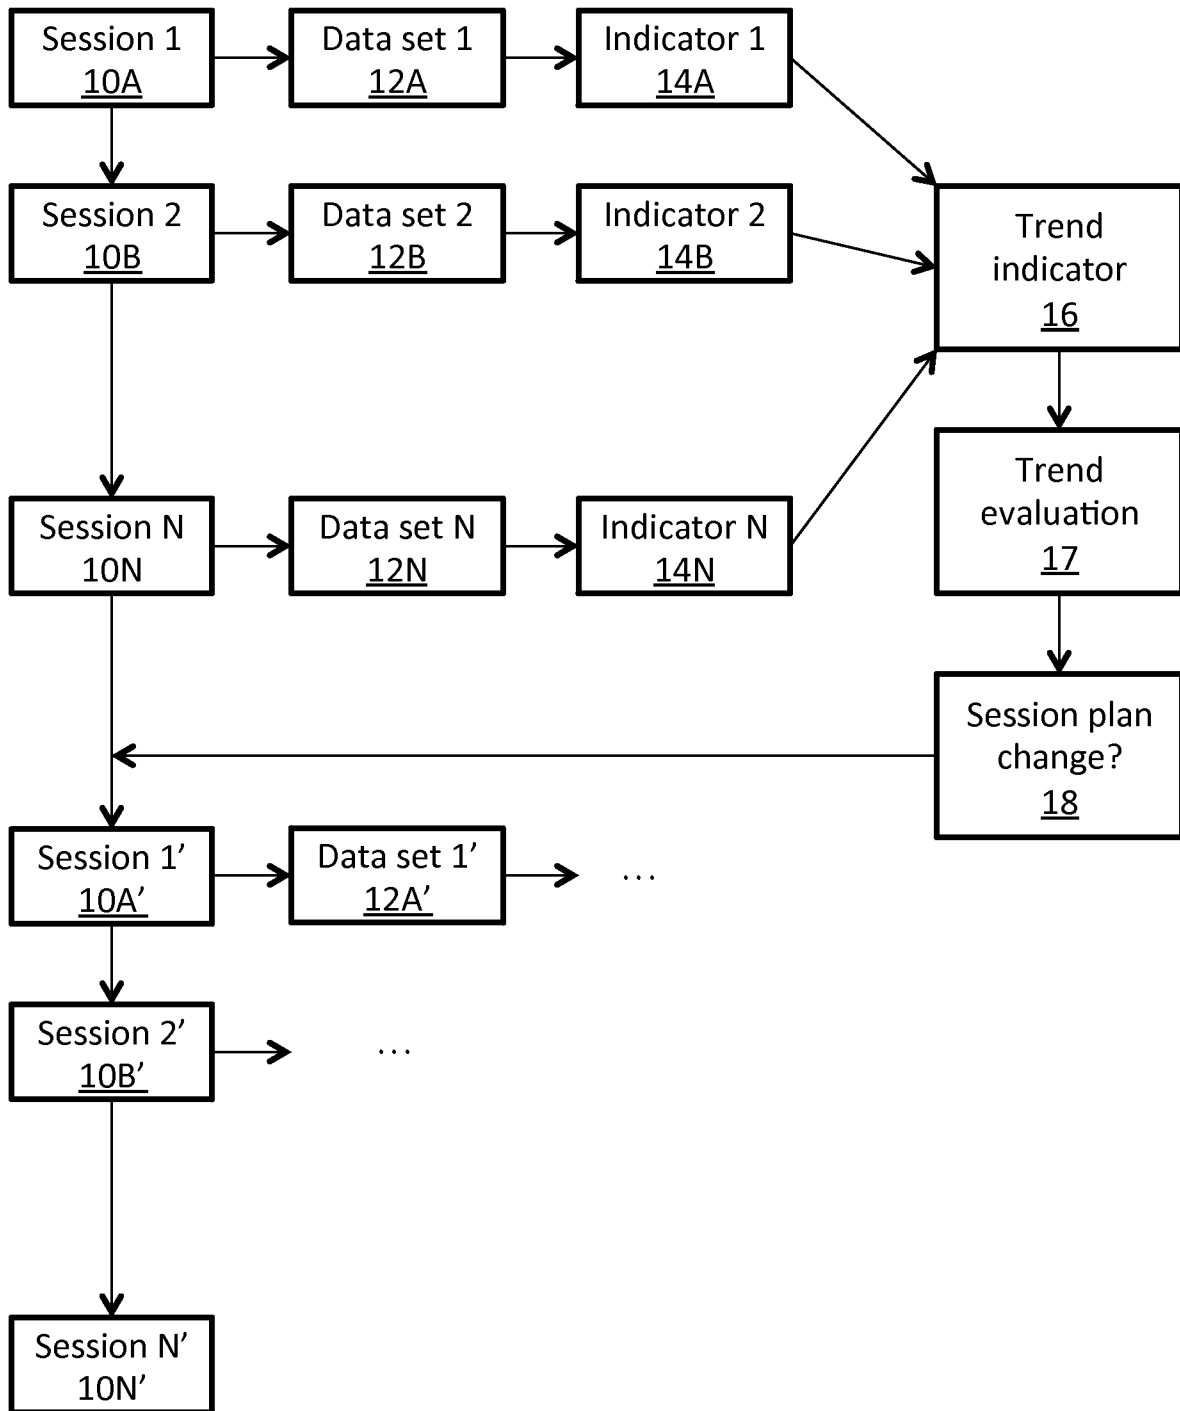 Session 1
10A
Data set 1
12A
Indicator 1
14A
Session 2
10B
Data set 2
12B
Indicator 2
14B
Trend
indicator
16
Session N
10N
Data set N
12N
Indicator N
14N
Trend
evaluation
17
Session plan
change?
18
Session 1’
10A’
Data set 1’
12A’
...
Session 2’
10B’
...
Session N’
10N’